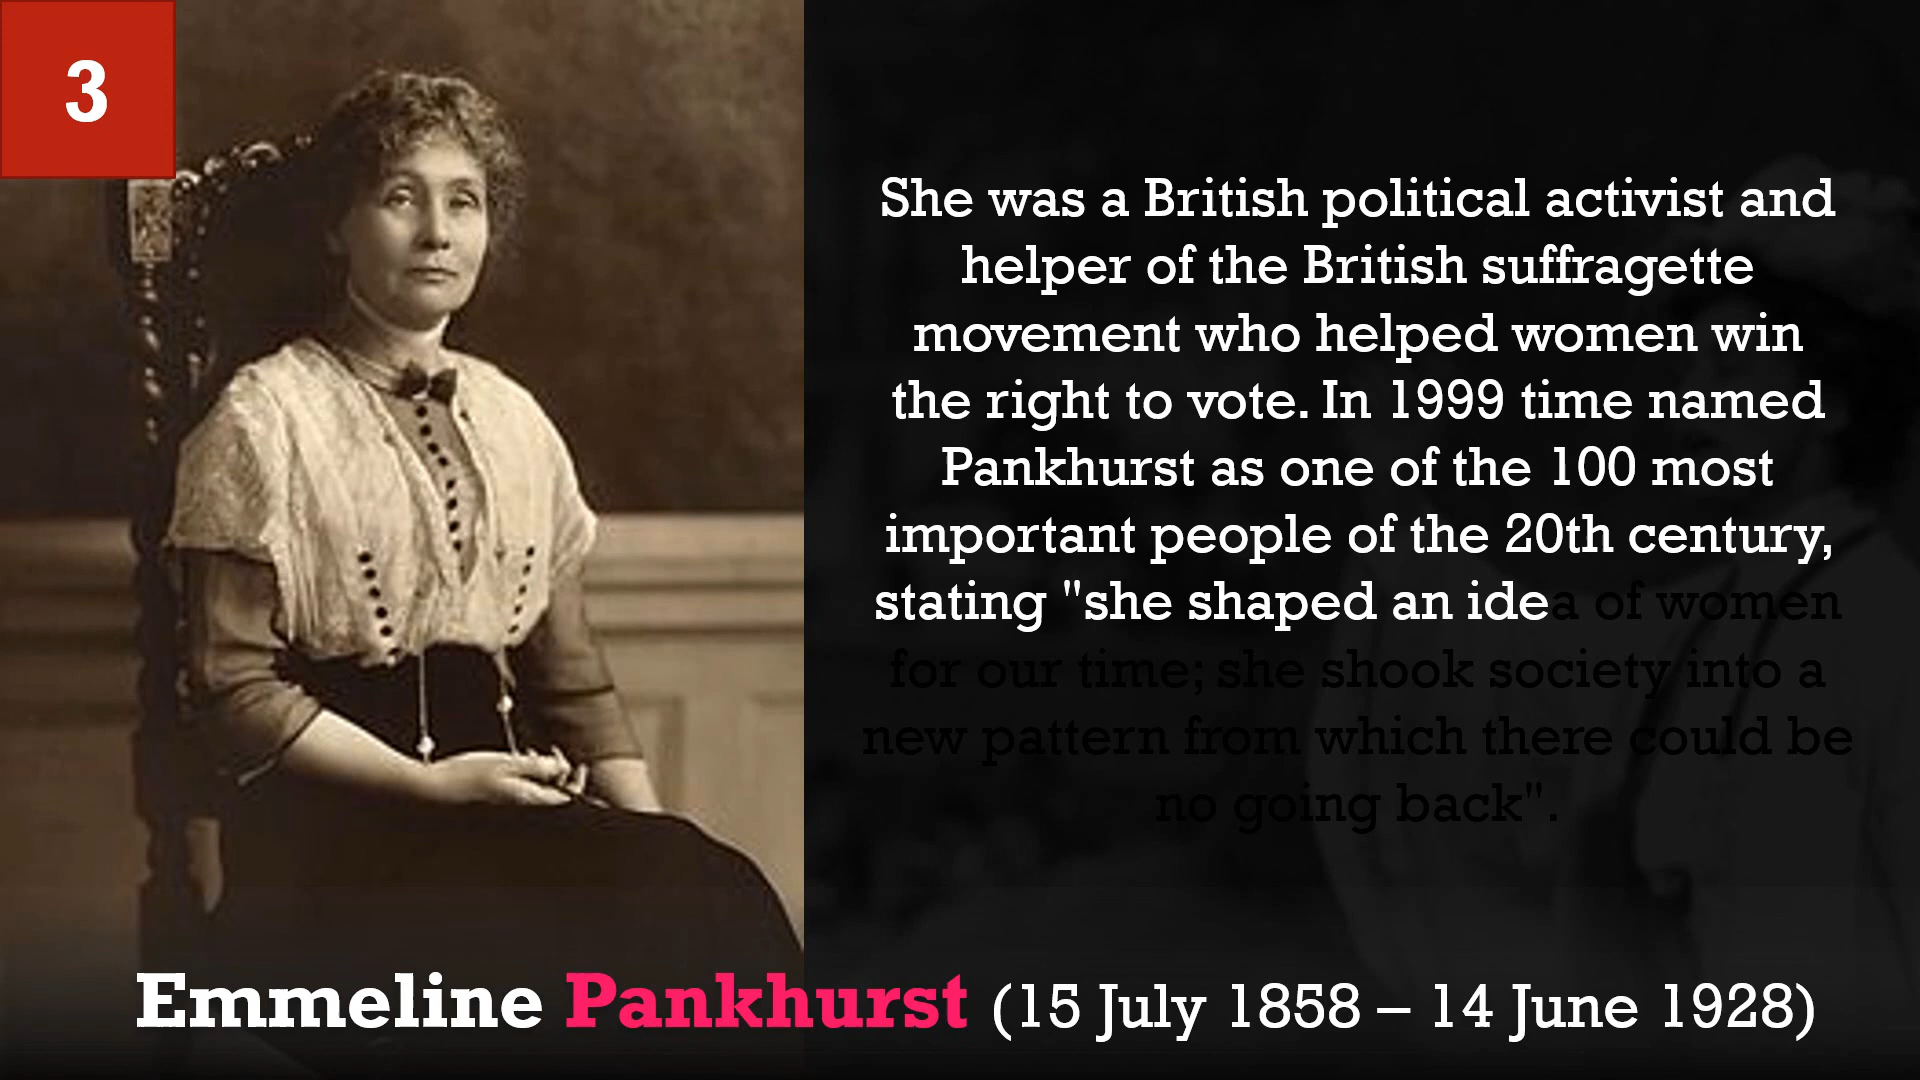 3
She was a British political activist and
helper of the British suffragette
movement who helped women win
the right to vote. In 1999 time named
Pankhurst as one of the 100 most
important people of the 20th century,
stating "she shaped an idea of women
for our time; she shook society into a
new pattern from which there could be
no going back".
Emmeline Pankhurst (15 July 1858 – 14 June 1928)